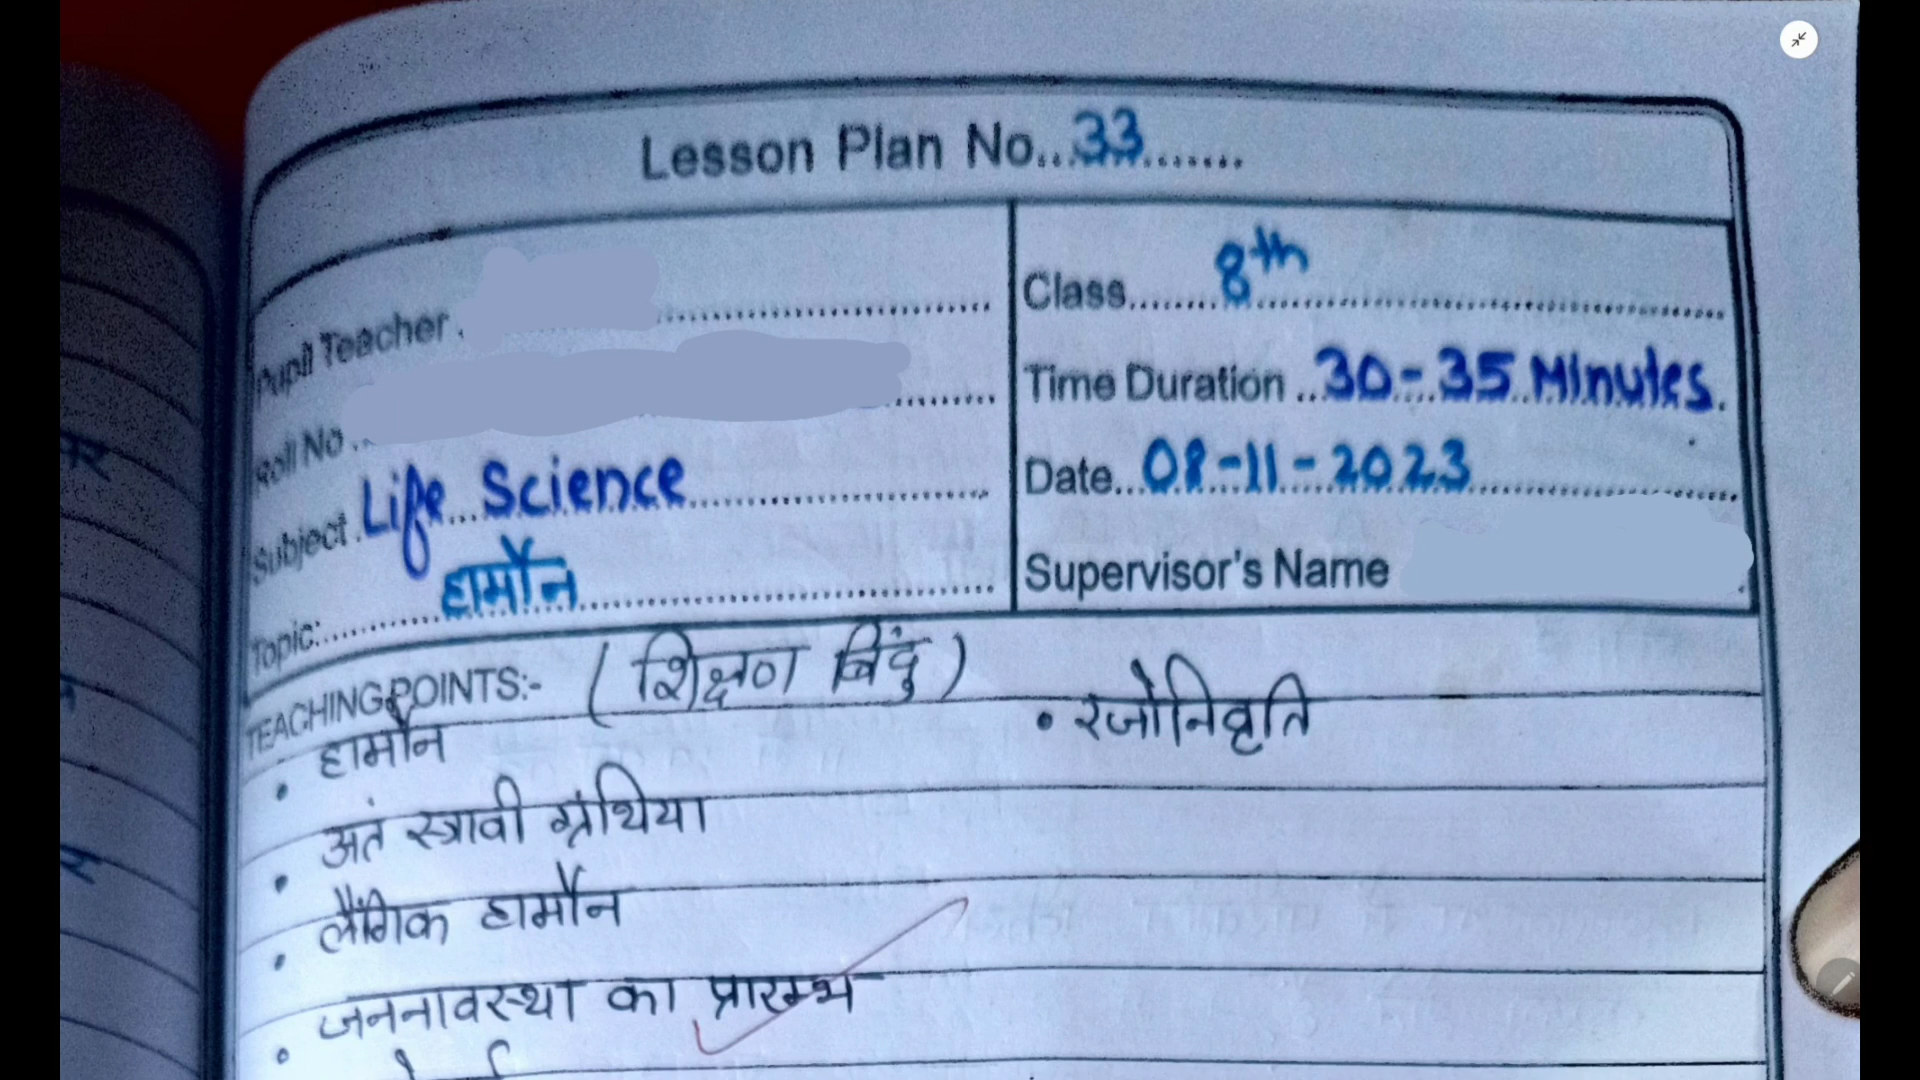 Lesson Plan No...33........
Pupil Teacher
Class........8th
Time Duration ..30-35 Minutes.
Roll No
Subject. Life Science
Date...08-11-2023
Topic:............हार्मोन
Supervisor's Name
TEACHING POINTS:- (शिक्षण बिंदु)
• हार्मोन
• रजोनिवृति
• अतं स्त्रावी ग्रंथिया
• लैंगिक हार्मोन
• जननावस्था का प्रारम्भ